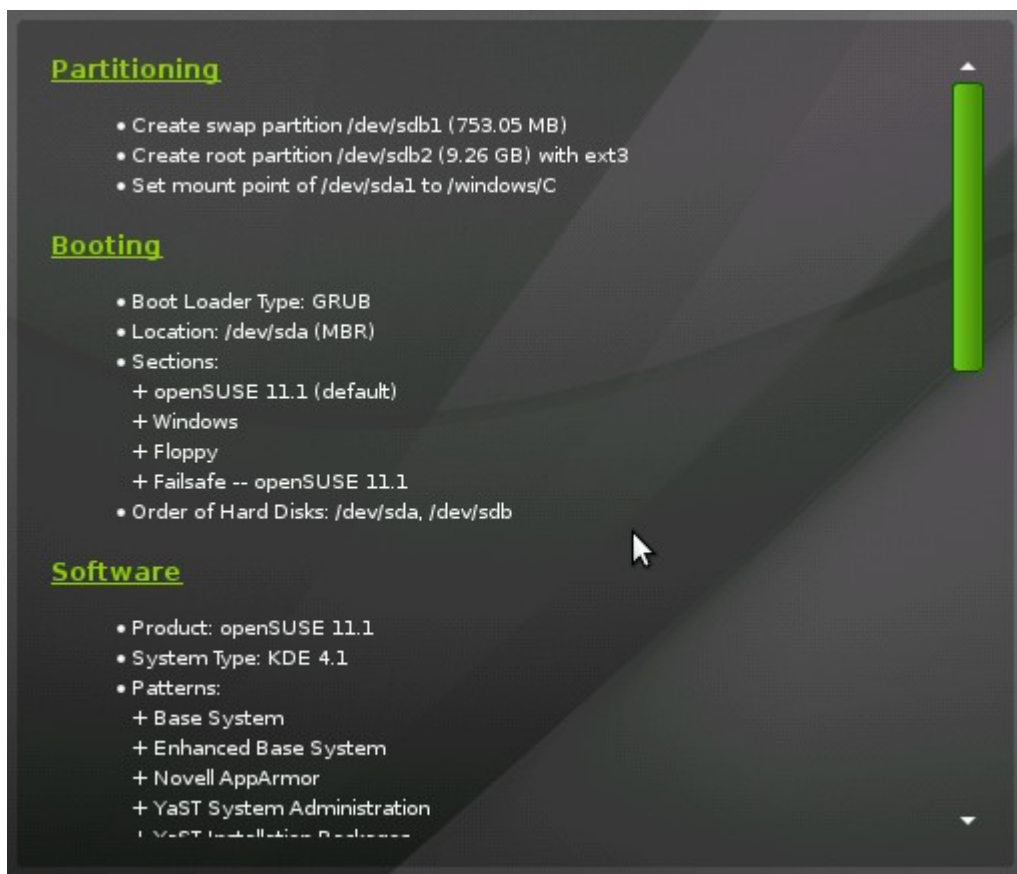 Partitioning
• Create swap partition /dev/sdb1 (753.05 MB)
• Create root partition /dev/sdb2 (9.26 GB) with ext3
• Set mount point of /dev/sda1 to /windows/C
Booting
• Boot Loader Type: GRUB
• Location: /dev/sda (MBR)
• Sections:
+ openSUSE 11.1 (default)
+ Windows
+ Floppy
+ Failsafe -- openSUSE 11.1
• Order of Hard Disks: /dev/sda, /dev/sdb
Software
• Product: openSUSE 11.1
• System Type: KDE 4.1
• Patterns:
+ Base System
+ Enhanced Base System
+ Novell AppArmor
+ YaST System Administration
+ YaST Installation Packages